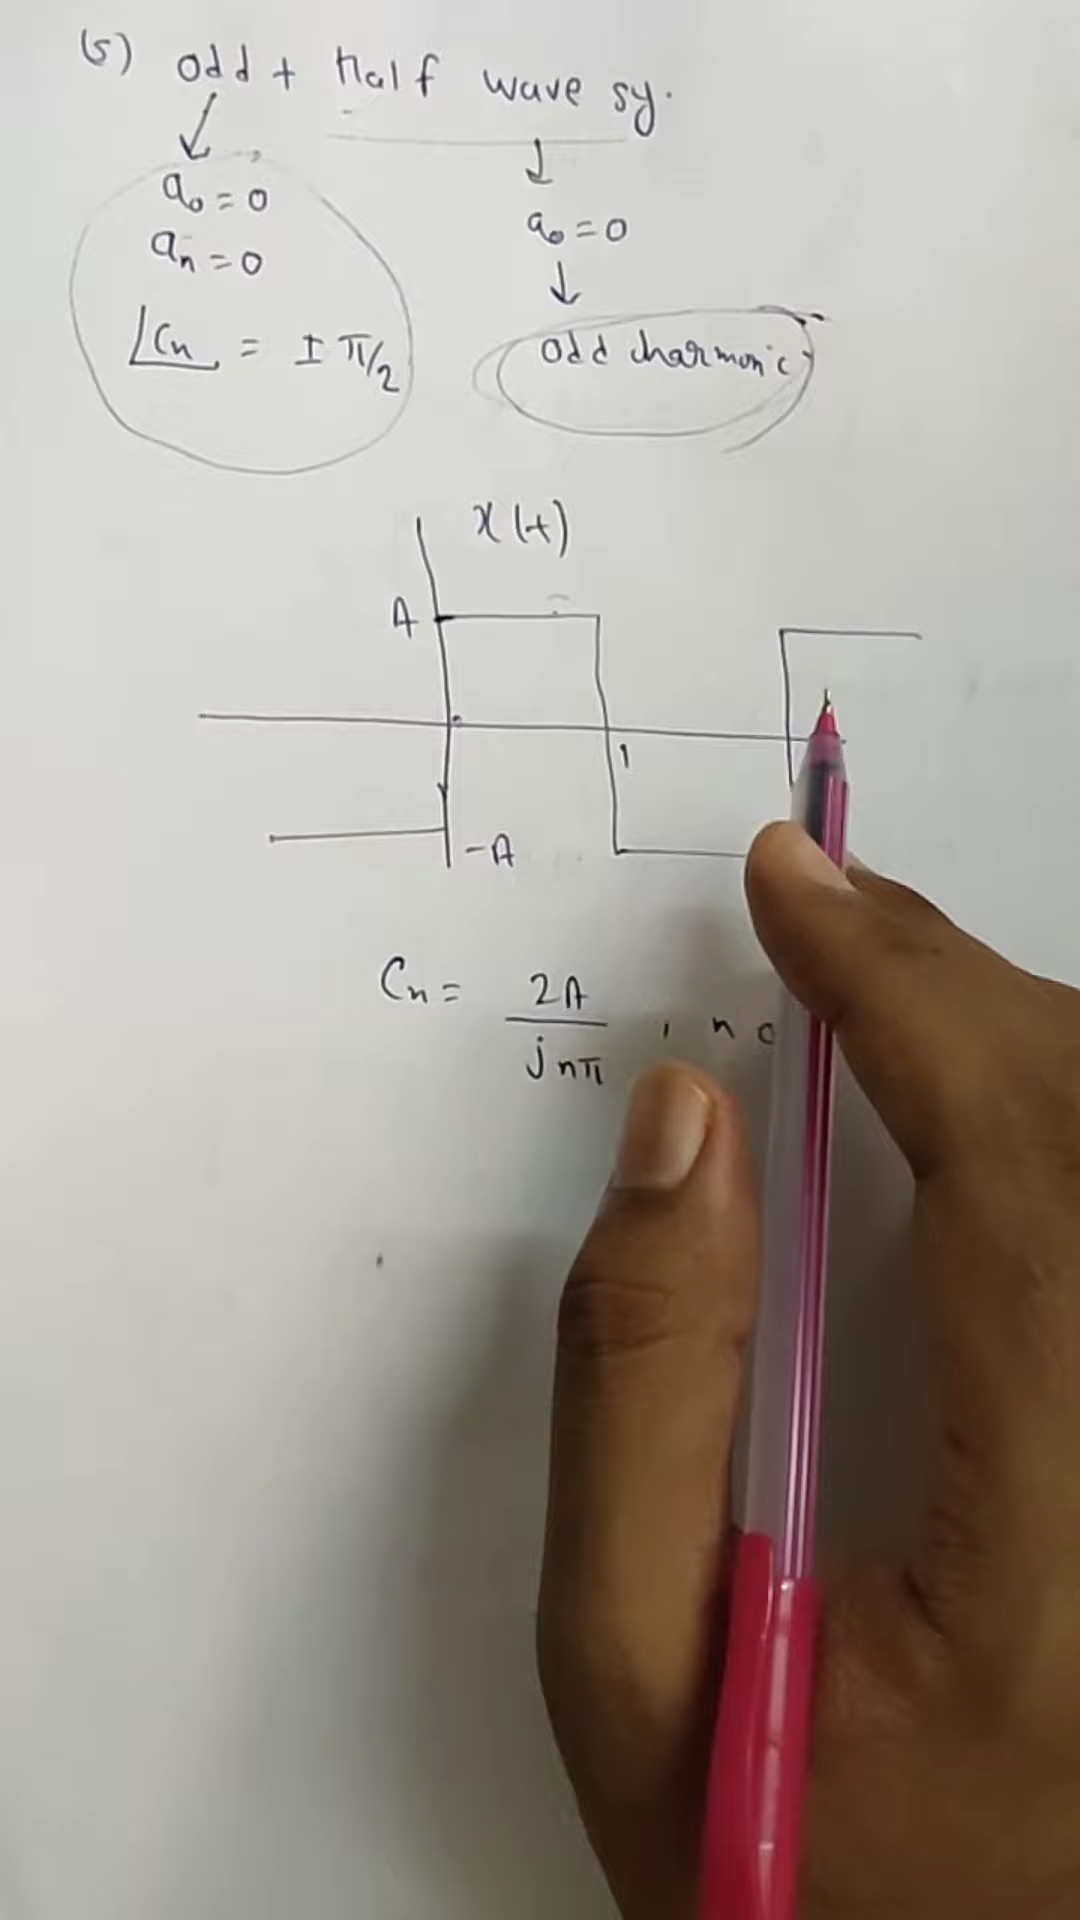 (5) odd + Half wave sy.
a₀ = 0
aₙ = 0
∠Cₙ = ± π/2
a₀ = 0
odd harmonic
x(t)
A
1
-A
Cₙ = 2A/jnπ , n